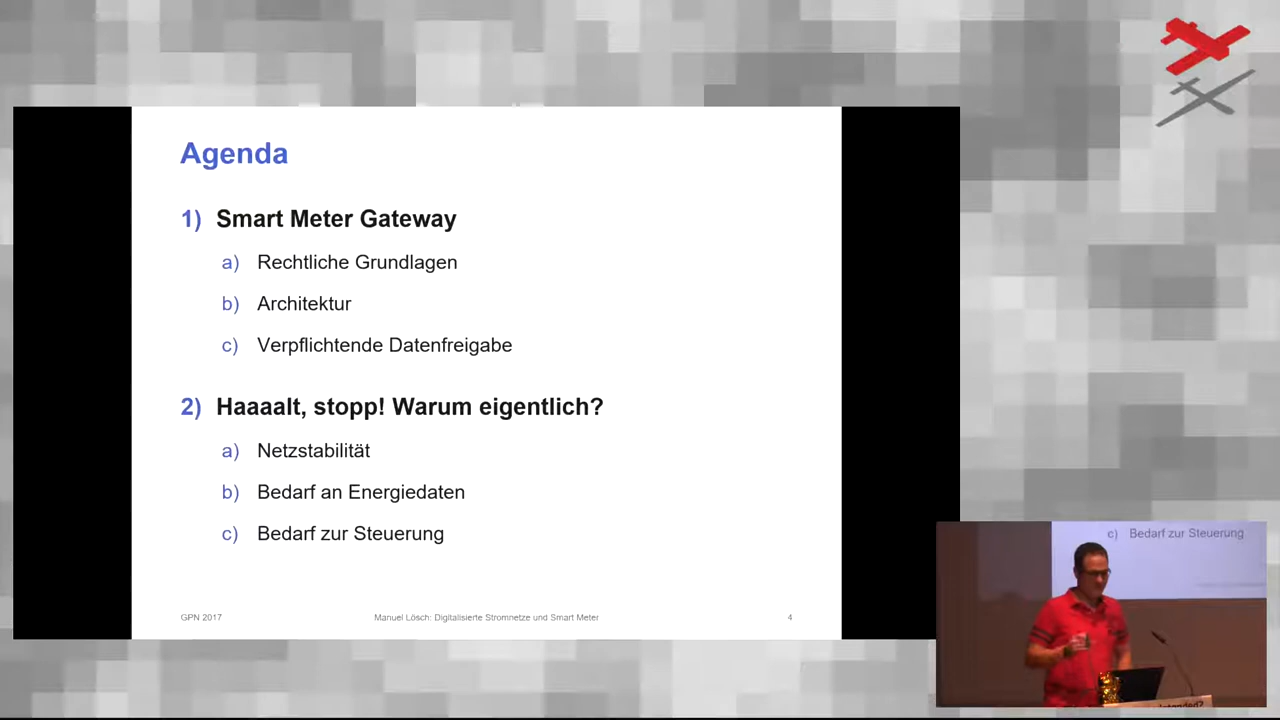 Agenda
1) Smart Meter Gateway
a) Rechtliche Grundlagen
b) Architektur
c) Verpflichtende Datenfreigabe
2) Haaaalt, stopp! Warum eigentlich?
a) Netzstabilität
b) Bedarf an Energiedaten
c) Bedarf zur Steuerung
GPN 2017 Manuel Lösch: Digitalisierte Stromnetze und Smart Meter 4
c) Bedarf zur Steuerung